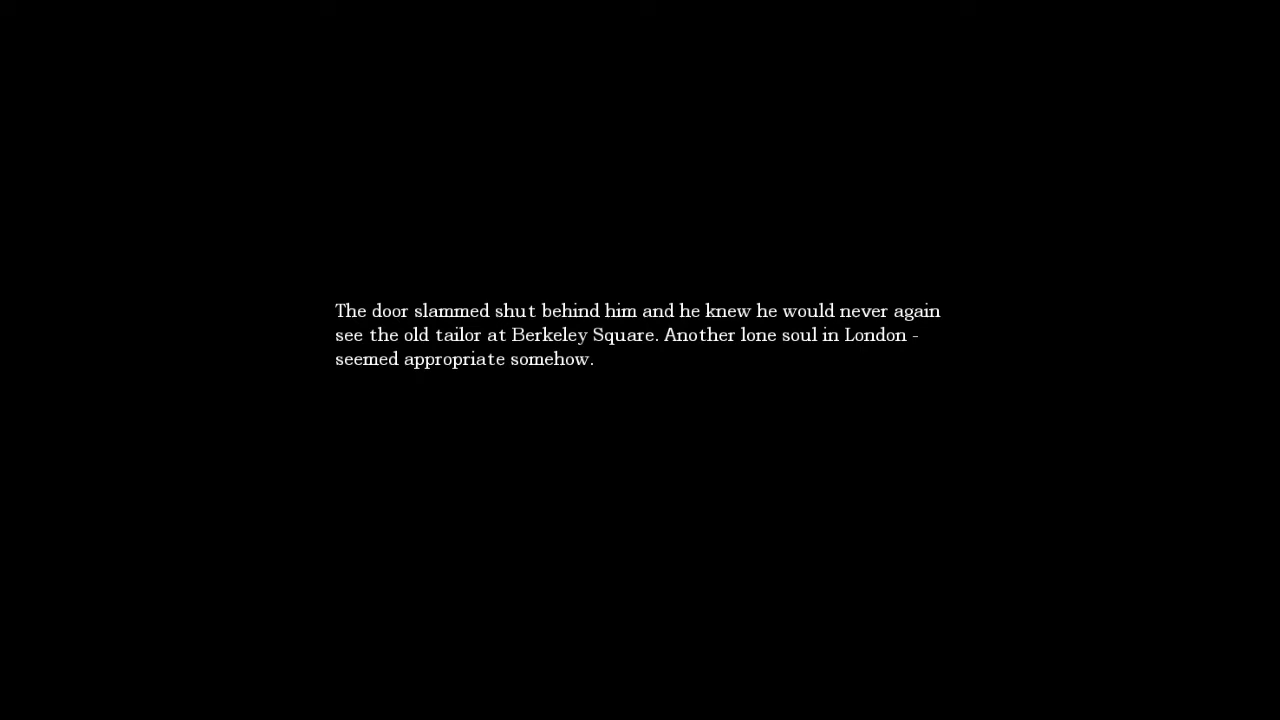 The door slammed shut behind him and he knew he would never again
see the old tailor at Berkeley Square. Another lone soul in London -
seemed appropriate somehow.